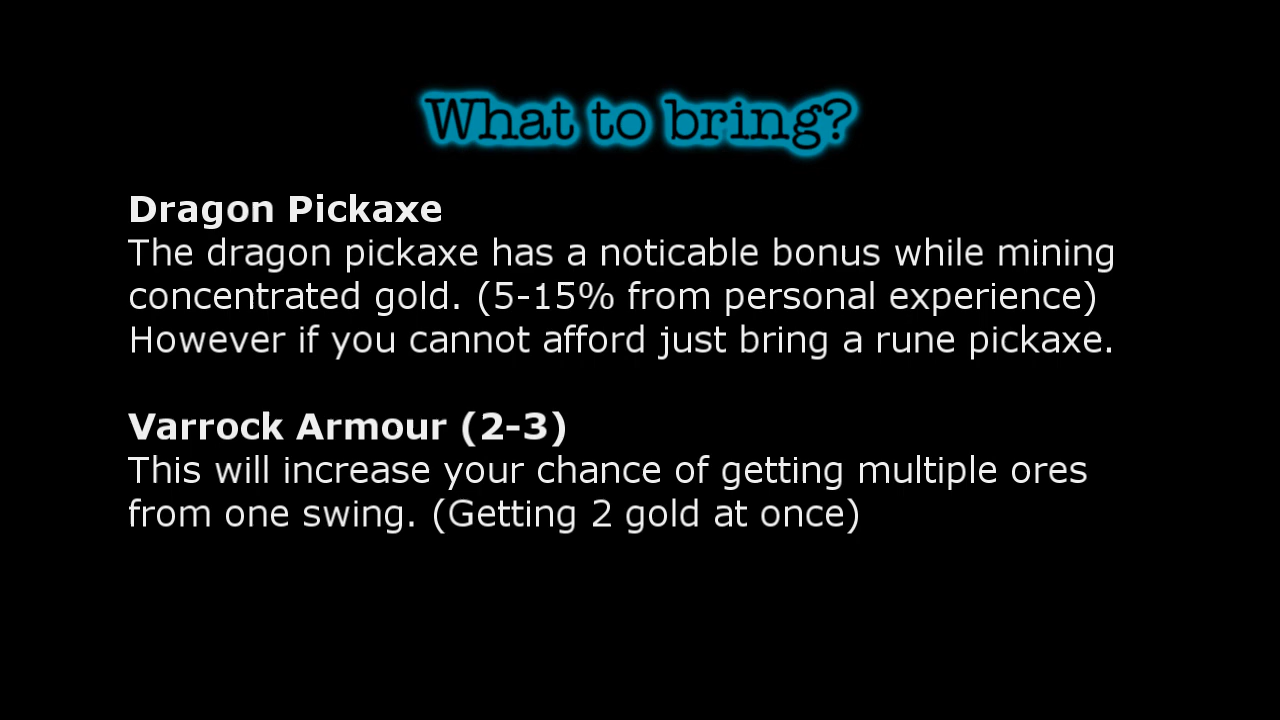 What to bring?
Dragon Pickaxe
The dragon pickaxe has a noticable bonus while mining
concentrated gold. (5-15% from personal experience)
However if you cannot afford just bring a rune pickaxe.
Varrock Armour (2-3)
This will increase your chance of getting multiple ores
from one swing. (Getting 2 gold at once)